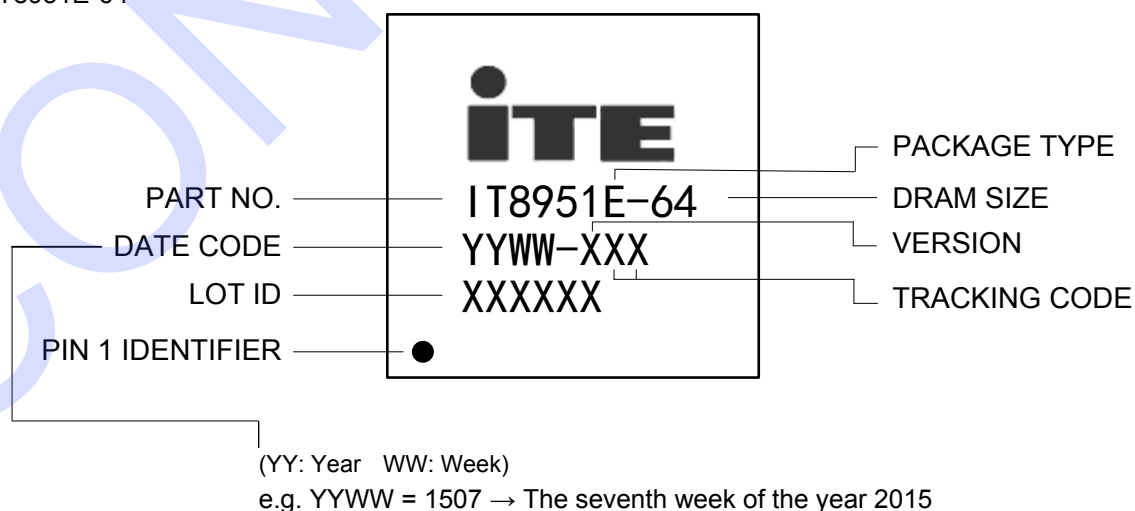 iTE
PACKAGE TYPE
PART NO.
IT8951E-64
DRAM SIZE
DATE CODE
YYWW-XXX
VERSION
LOT ID
XXXXXX
TRACKING CODE
PIN 1 IDENTIFIER
(YY: Year WW: Week)
e.g. YYWW = 1507 → The seventh week of the year 2015